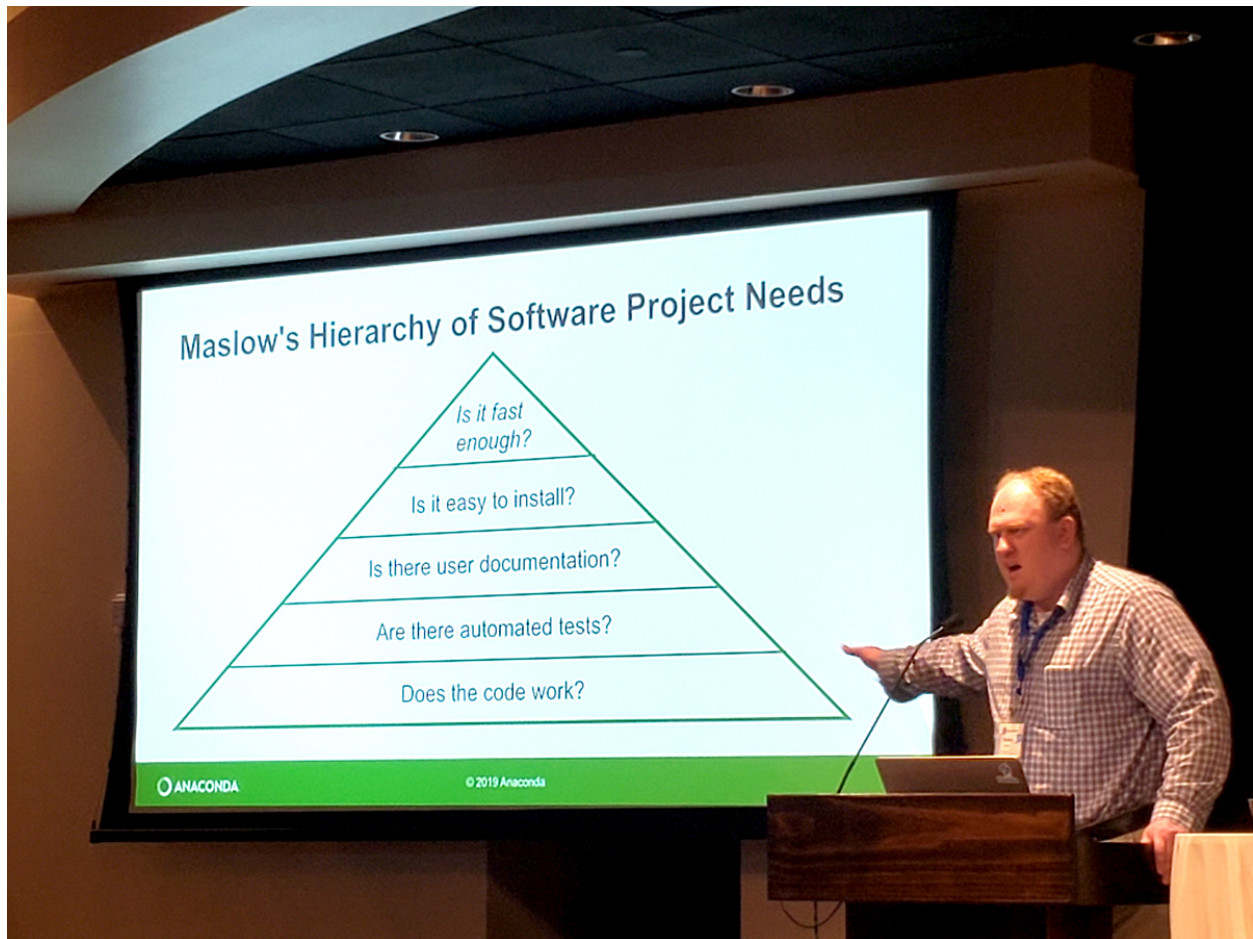 Maslow's Hierarchy of Software Project Needs
Is it fast
enough?
Is it easy to install?
Is there user documentation?
Are there automated tests?
Does the code work?
ANACONDA
© 2019 Anaconda